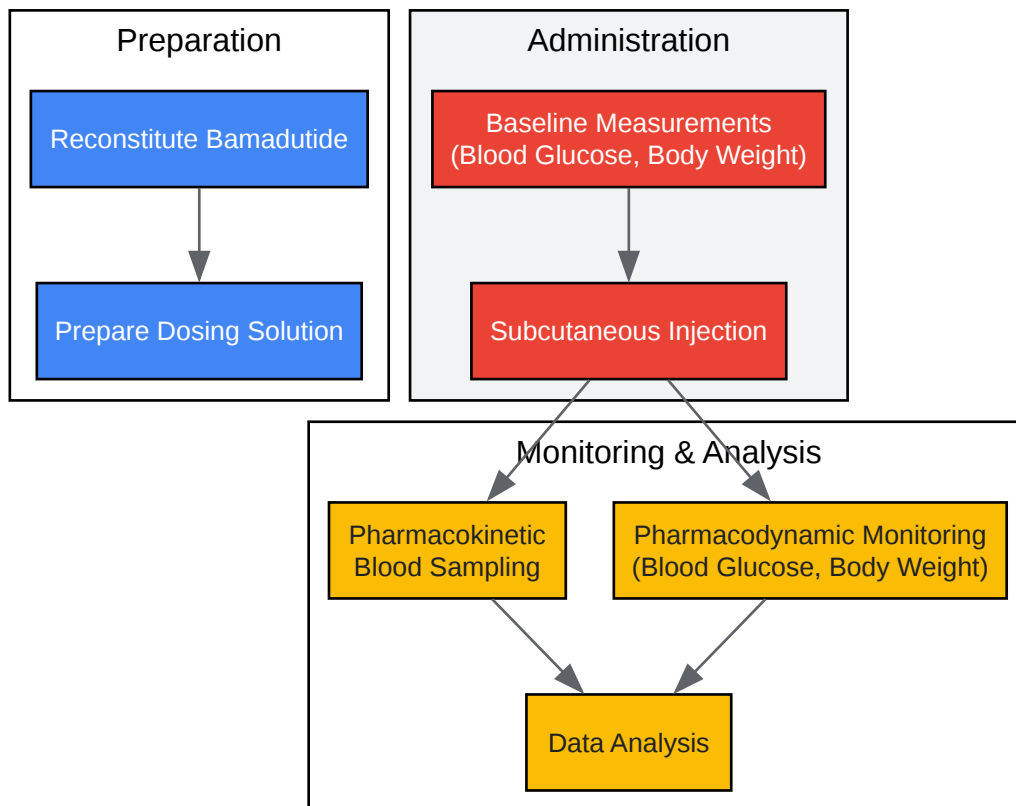 Preparation
Reconstitute Bamadutide
Prepare Dosing Solution
Administration
Baseline Measurements
(Blood Glucose, Body Weight)
Subcutaneous Injection
Monitoring & Analysis
Pharmacokinetic
Blood Sampling
Pharmacodynamic Monitoring
(Blood Glucose, Body Weight)
Data Analysis